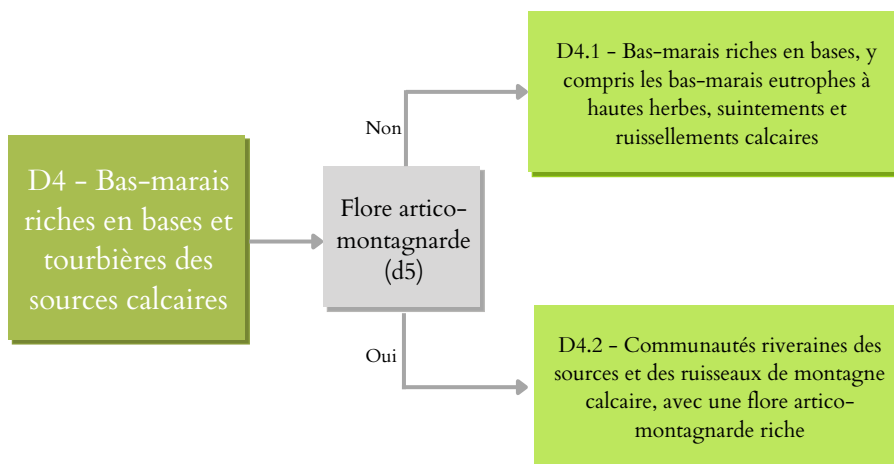 D4 - Bas-marais
riches en bases et
tourbières des
sources calcaires
Flore artico-
montagnarde
(d5)
Non
D4.1 - Bas-marais riches en bases, y
compris les bas-marais eutrophes à
hautes herbes, suintements et
ruissellements calcaires
Oui
D4.2 - Communautés riveraines des
sources et des ruisseaux de montagne
calcaire, avec une flore artico-
montagnarde riche